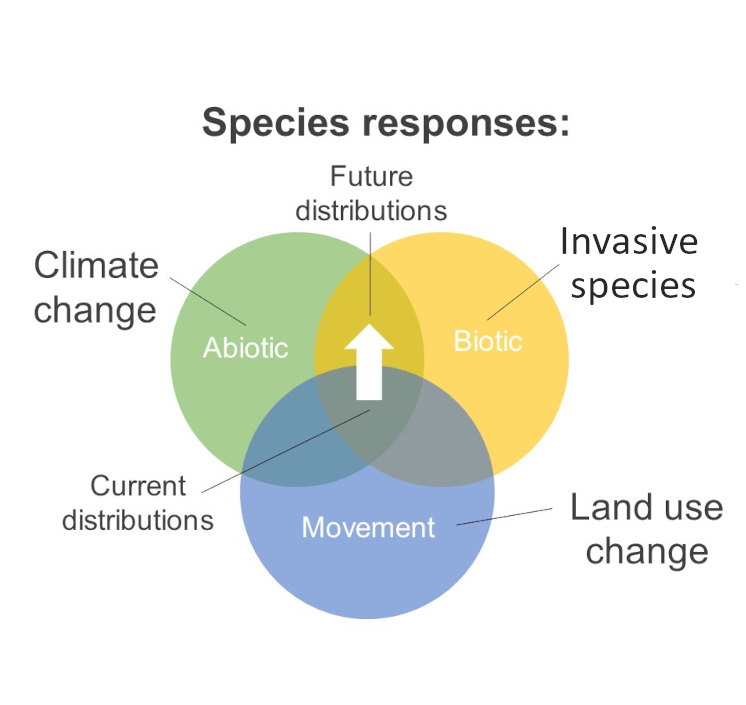 Species responses:
Future
distributions
Climate
change
Invasive
species
Abiotic
Biotic
Current
distributions
Movement
Land use
change